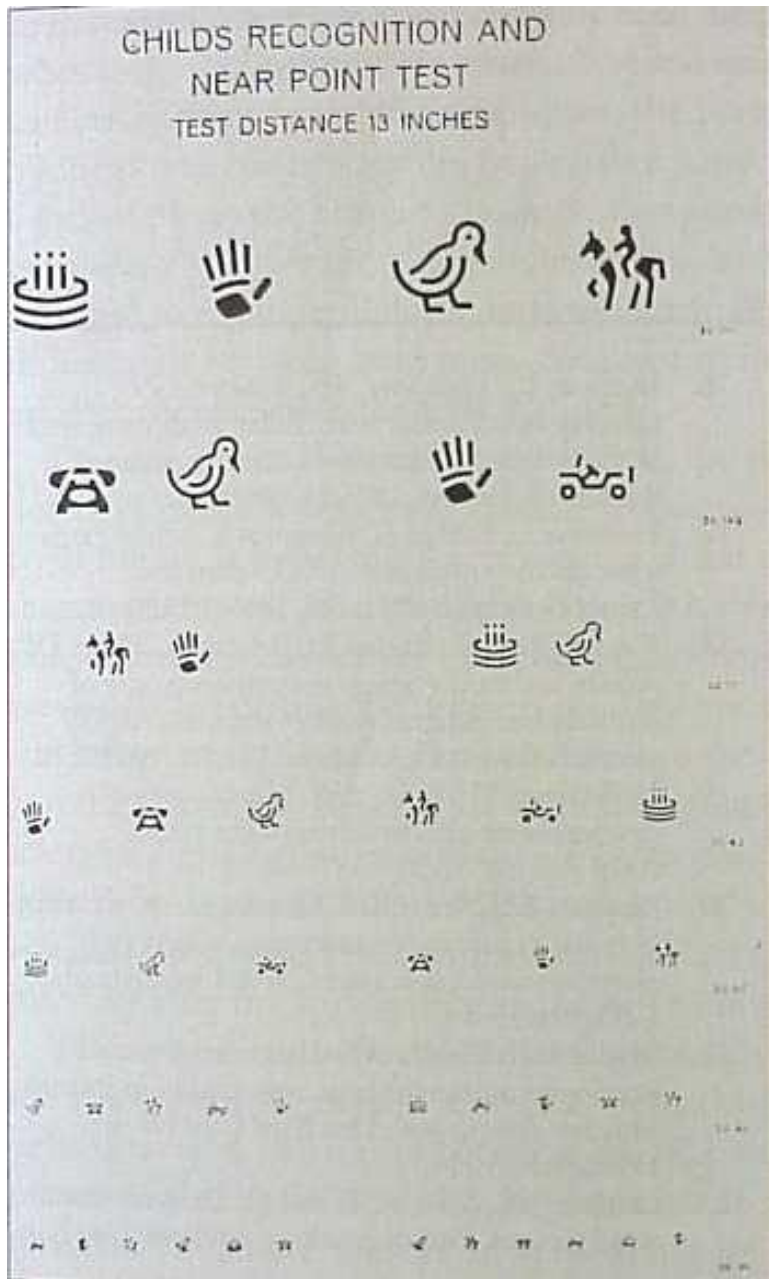 CHILDS RECOGNITION AND
NEAR POINT TEST
TEST DISTANCE 13 INCHES